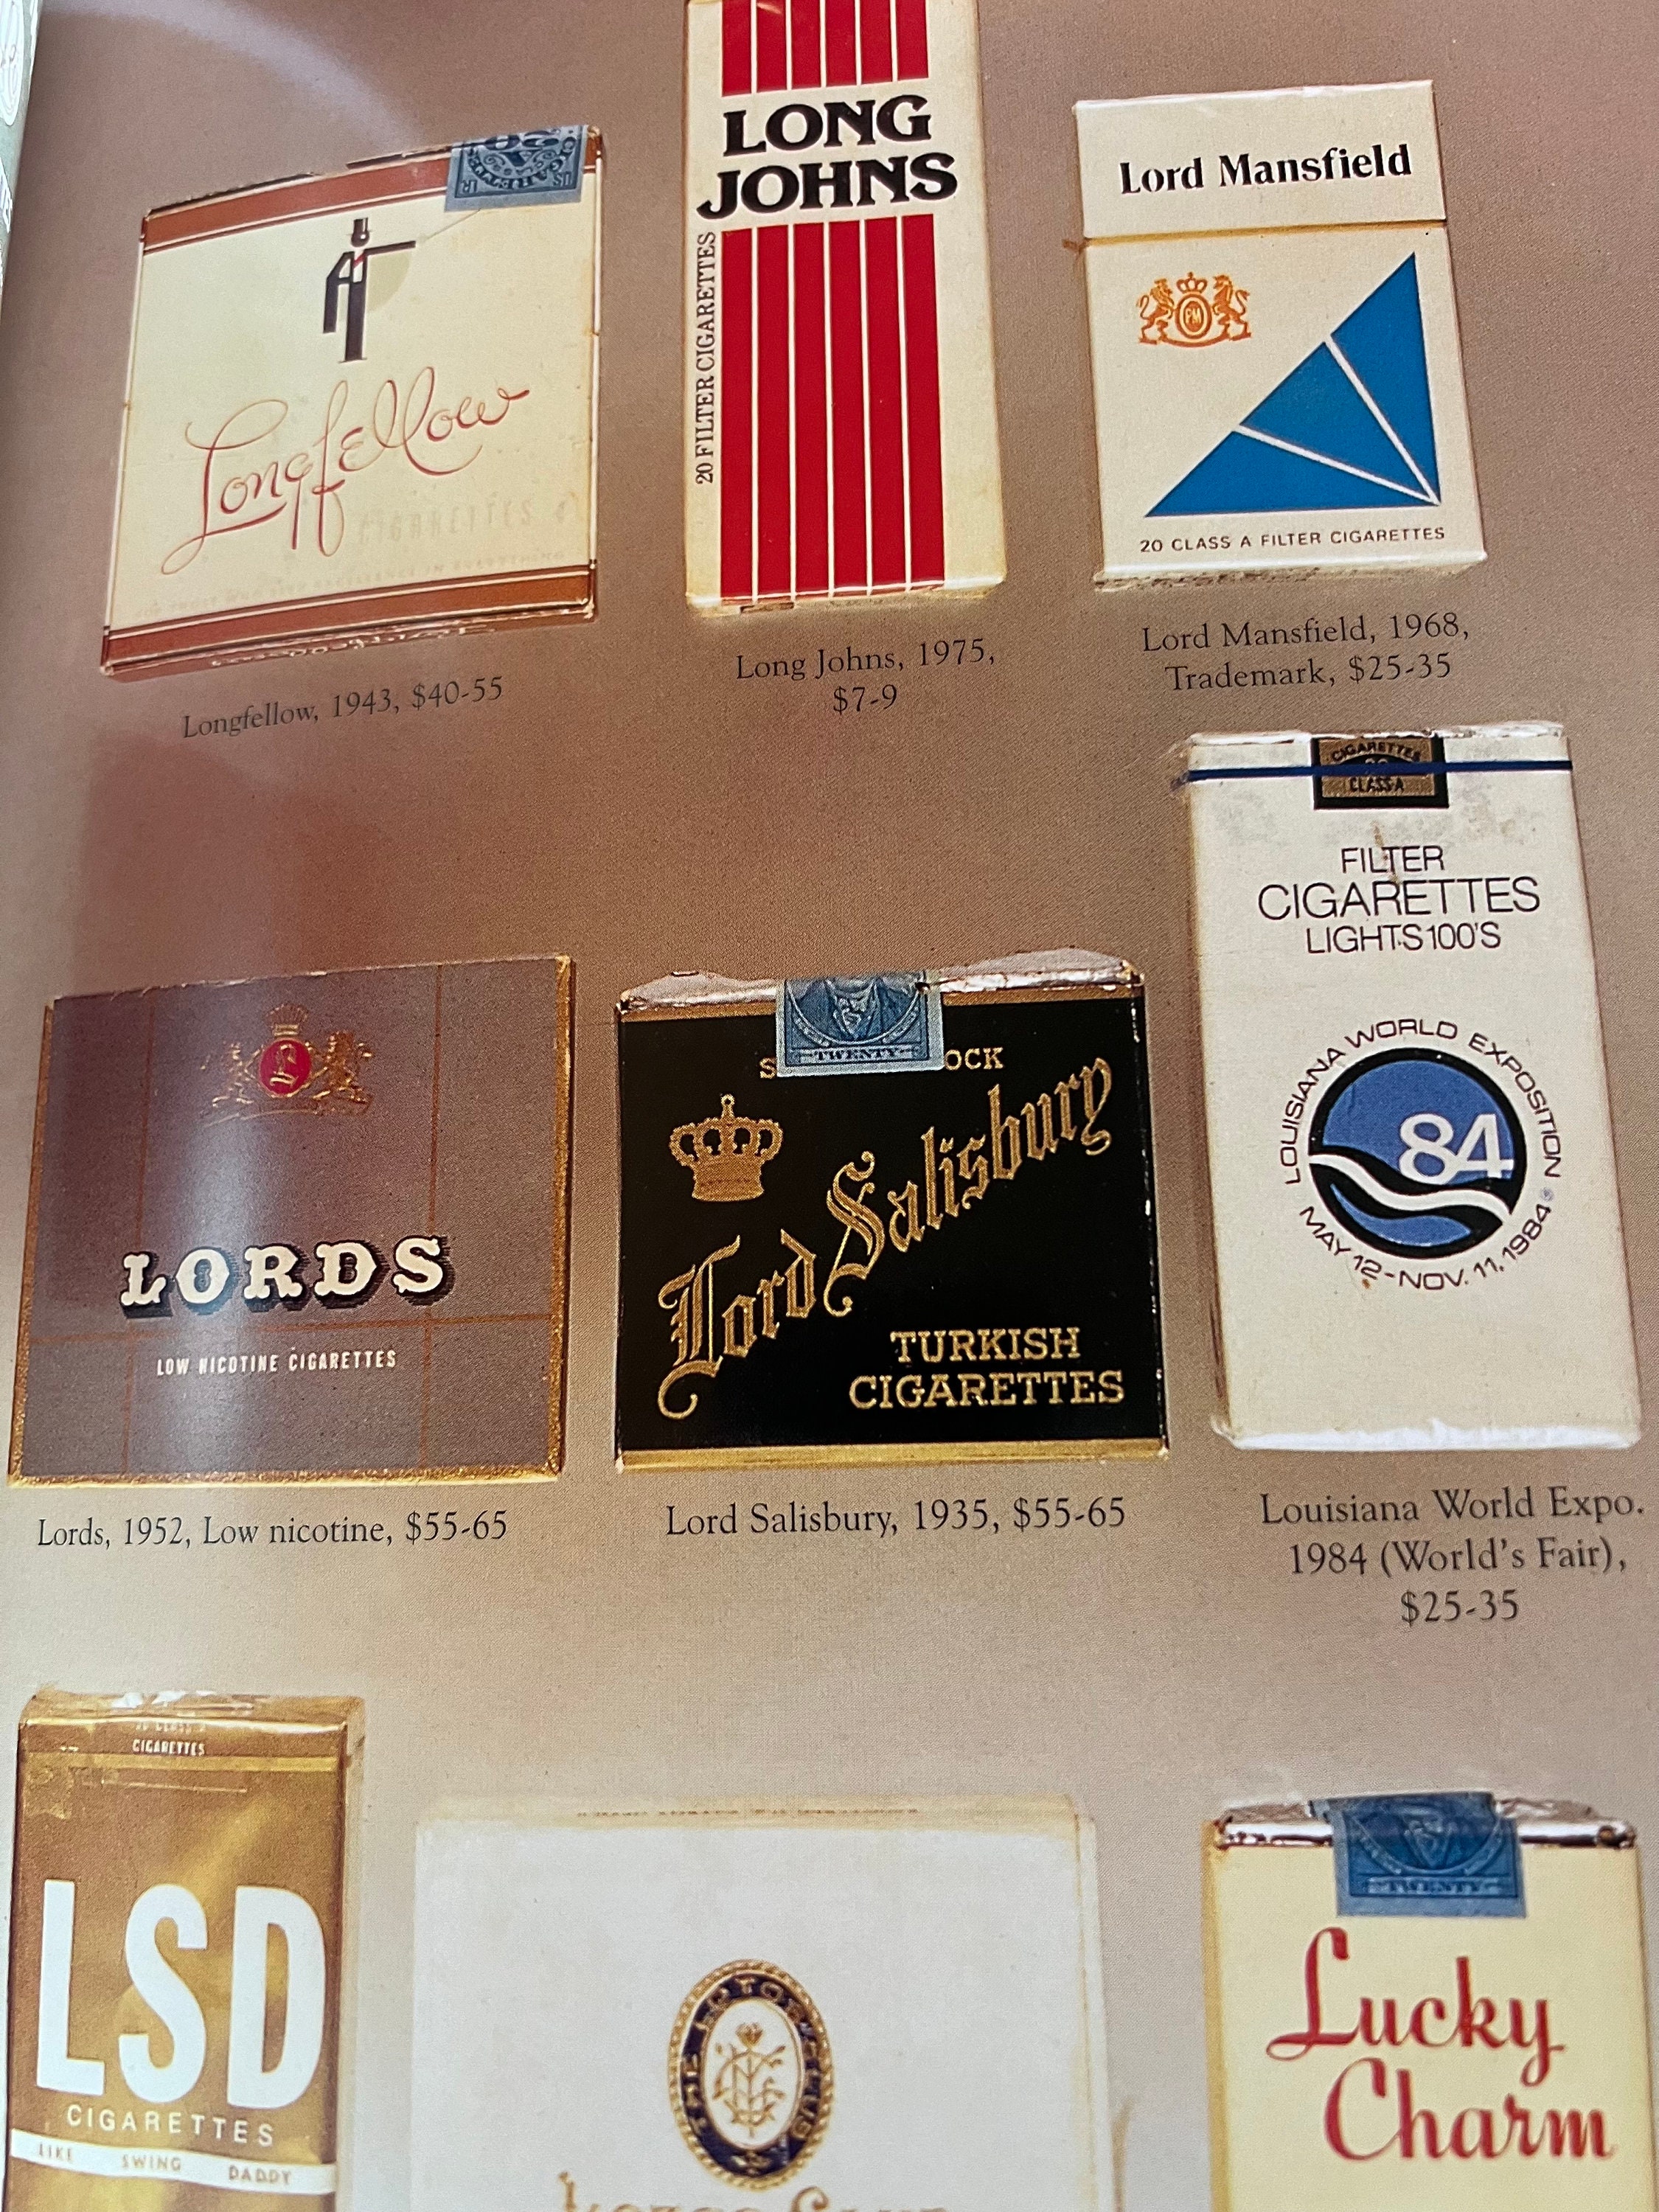 Longfellow
CIGARETTES
Longfellow, 1943, $40-55
LONG
JOHNS
20 FILTER CIGARETTES
Long Johns, 1975,
$7-9
Lord Mansfield
PM
20 CLASS A FILTER CIGARETTES
Lord Mansfield, 1968,
Trademark, $25-35
L
LORDS
LOW NICOTINE CIGARETTES
Lords, 1952, Low nicotine, $55-65
TWENTY
Lord Salisbury
TURKISH
CIGARETTES
Lord Salisbury, 1935, $55-65
CIGARETTES
20
CLASS A
FILTER
CIGARETTES
LIGHTS 100'S
LOUISIANA WORLD EXPOSITION
84
MAY 12-NOV. 11, 1984
Louisiana World Expo.
1984 (World's Fair),
$25-35
CIGARETTES
LSD
CIGARETTES
LIKE SWING DADDY
TWENTY
Lucky
Charm